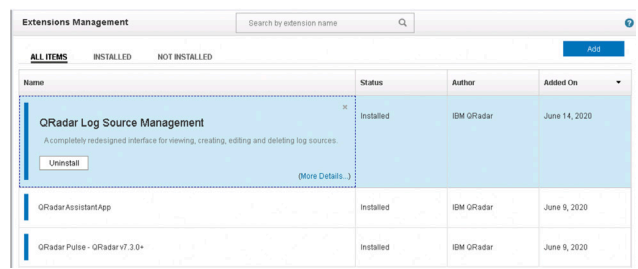 Extensions Management
Search by extension name
?
ALL ITEMS INSTALLED NOT INSTALLED
Add
Name Status Author Added On
QRadar Log Source Management Installed IBM QRadar June 14, 2020
×
A completely redesigned interface for viewing, creating, editing and deleting log sources.
Uninstall
(More Details...)
QRadarAssistantApp Installed IBM QRadar June 9, 2020
QRadar Pulse - QRadar v7.3.0+ Installed IBM QRadar June 9, 2020